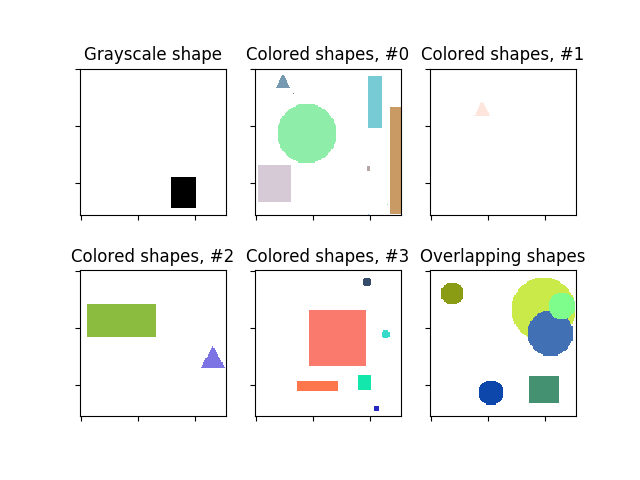 Grayscale shape
Colored shapes, #0
Colored shapes, #1
Colored shapes, #2
Colored shapes, #3
Overlapping shapes